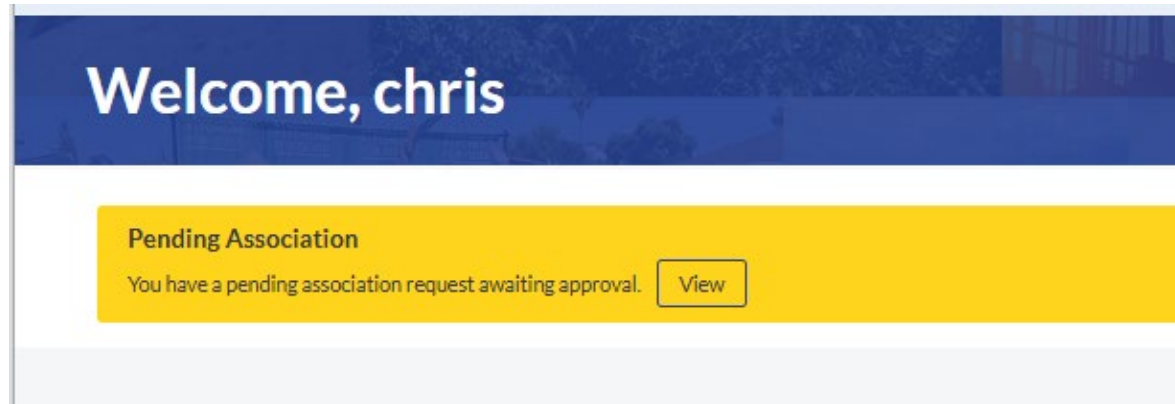 Welcome, chris
Pending Association
You have a pending association request awaiting approval. View